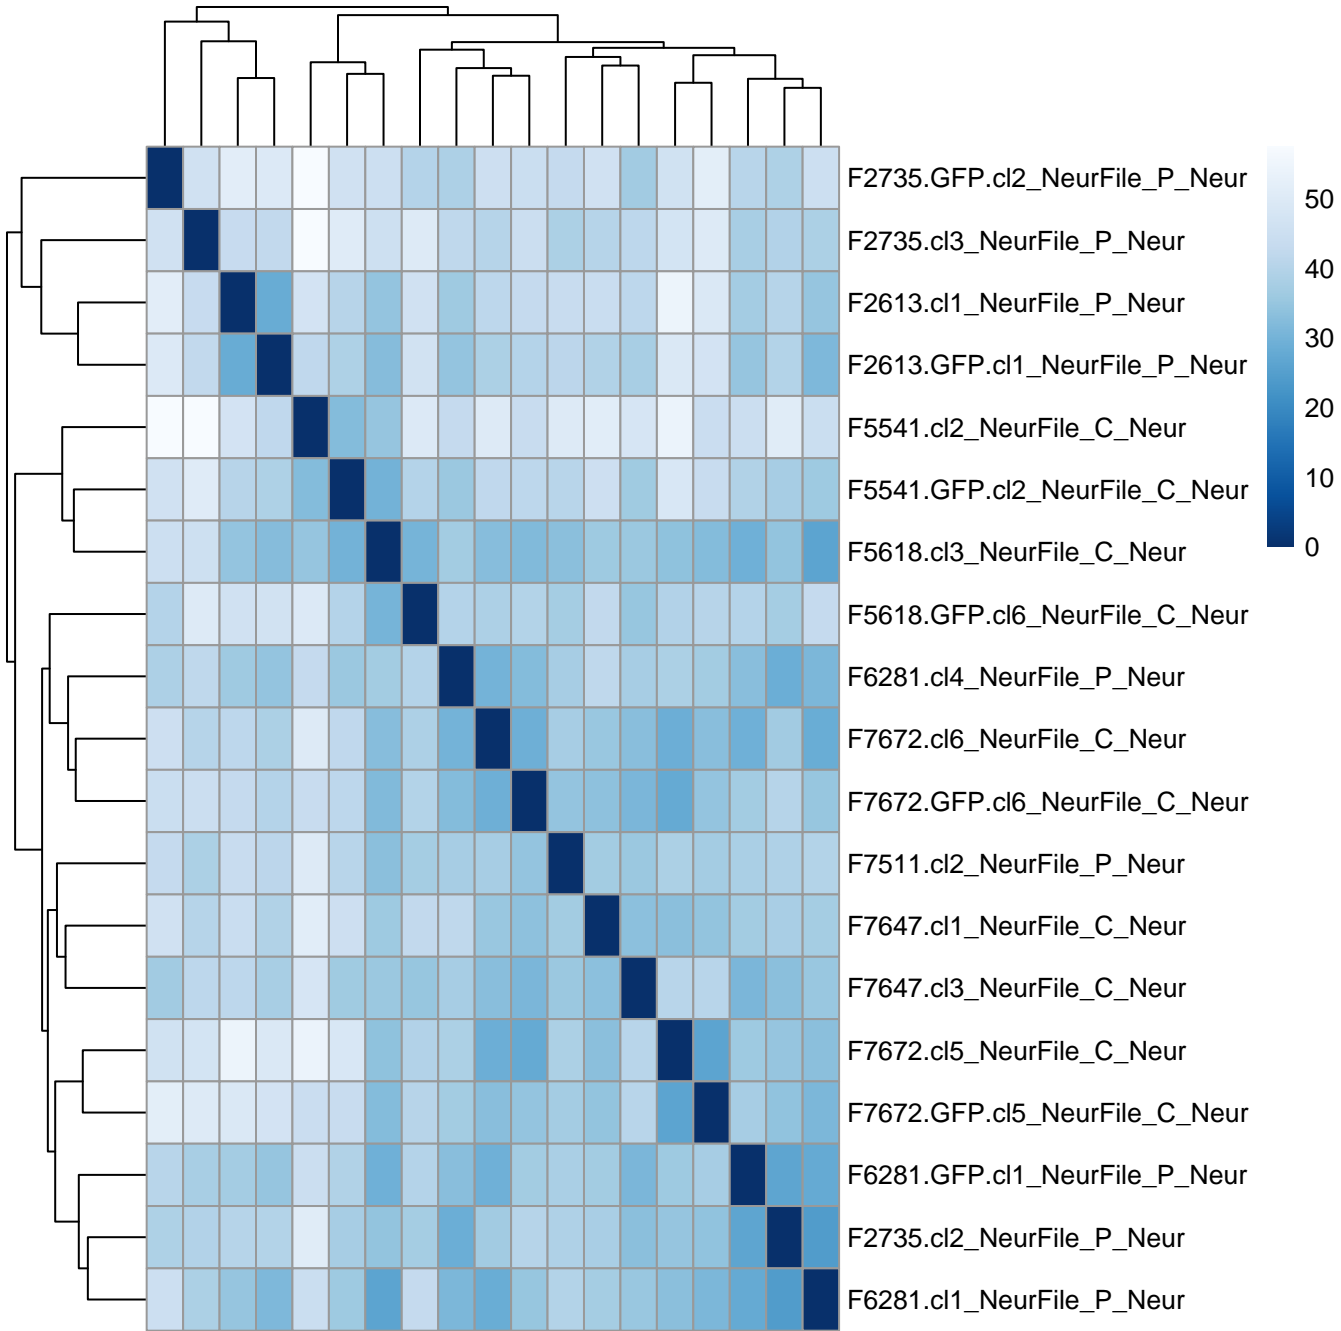 F2735.GFP.cl2_NeurFile_P_Neur
F2735.cl3_NeurFile_P_Neur
F2613.cl1_NeurFile_P_Neur
F2613.GFP.cl1_NeurFile_P_Neur
F5541.cl2_NeurFile_C_Neur
F5541.GFP.cl2_NeurFile_C_Neur
F5618.cl3_NeurFile_C_Neur
F5618.GFP.cl6_NeurFile_C_Neur
F6281.cl4_NeurFile_P_Neur
F7672.cl6_NeurFile_C_Neur
F7672.GFP.cl6_NeurFile_C_Neur
F7511.cl2_NeurFile_P_Neur
F7647.cl1_NeurFile_C_Neur
F7647.cl3_NeurFile_C_Neur
F7672.cl5_NeurFile_C_Neur
F7672.GFP.cl5_NeurFile_C_Neur
F6281.GFP.cl1_NeurFile_P_Neur
F2735.cl2_NeurFile_P_Neur
F6281.cl1_NeurFile_P_Neur
50
40
30
20
10
0